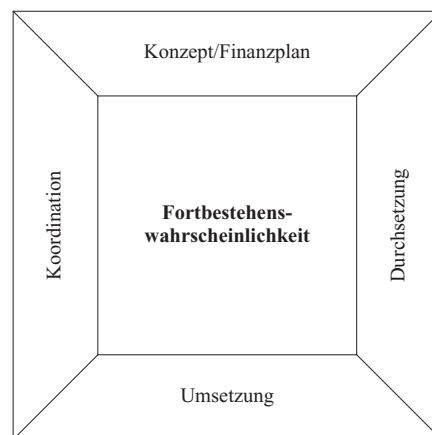 Konzept/Finanzplan
Koordination
Fortbestehens-
wahrscheinlichkeit
Durchsetzung
Umsetzung